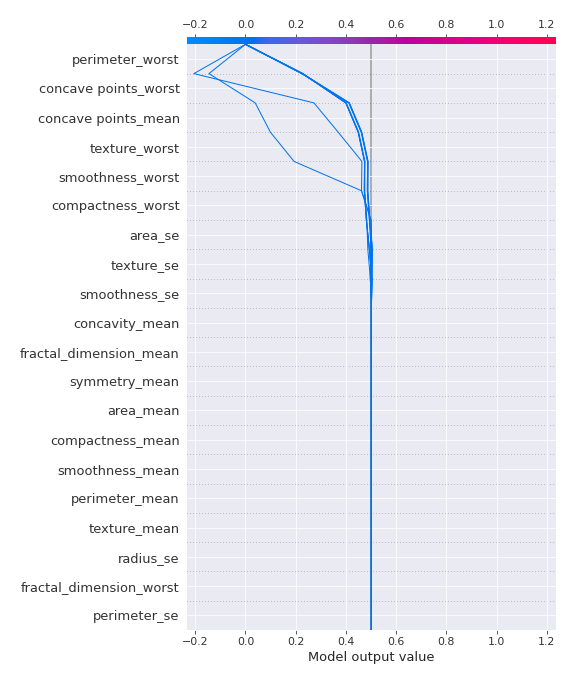 −0.2 0.0 0.2 0.4 0.6 0.8 1.0 1.2
perimeter_worst
concave points_worst
concave points_mean
texture_worst
smoothness_worst
compactness_worst
area_se
texture_se
smoothness_se
concavity_mean
fractal_dimension_mean
symmetry_mean
area_mean
compactness_mean
smoothness_mean
perimeter_mean
texture_mean
radius_se
fractal_dimension_worst
perimeter_se
−0.2 0.0 0.2 0.4 0.6 0.8 1.0 1.2
Model output value